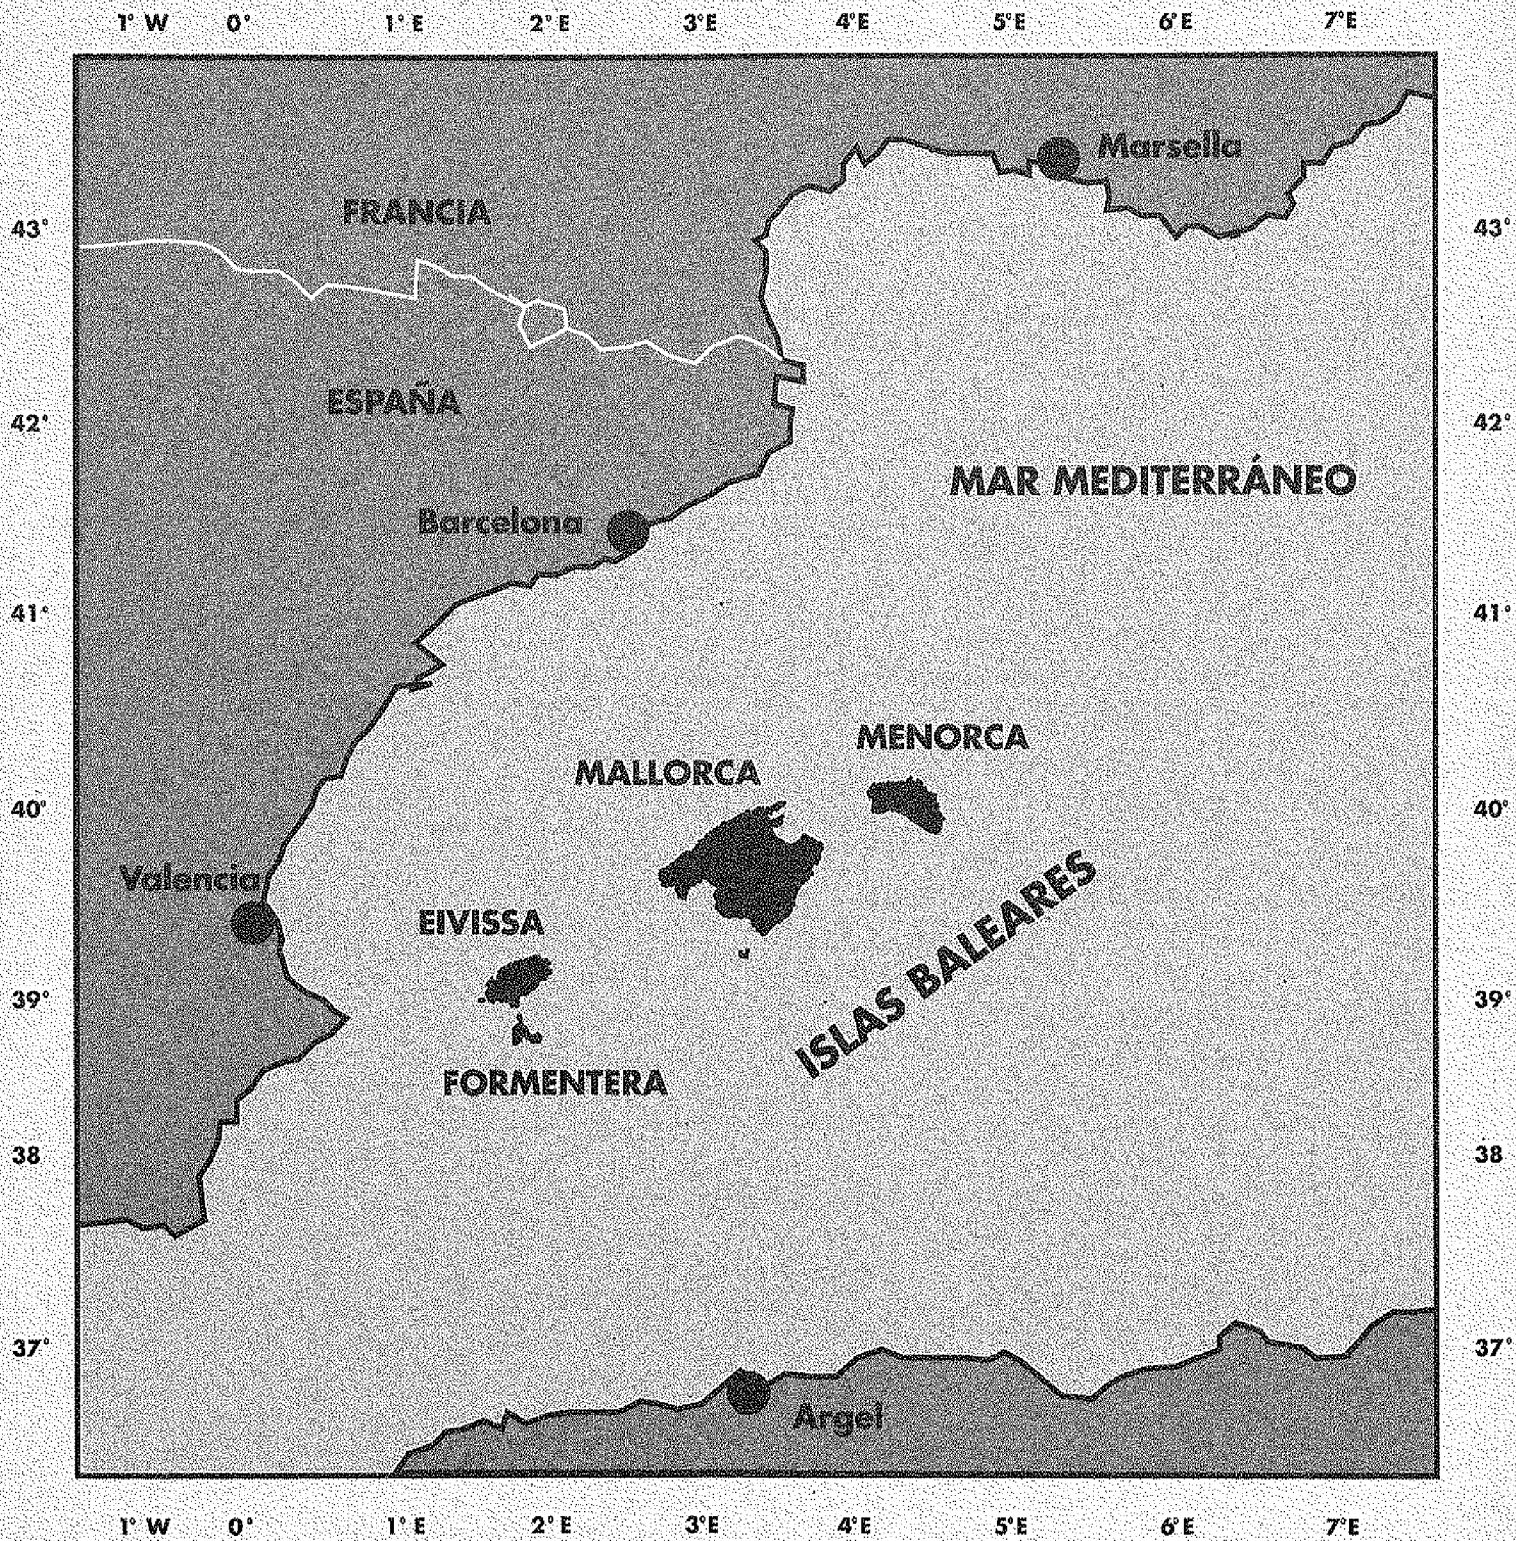 1° W 0° 1° E 2° E 3°E 4°E 5°E 6°E 7°E
Marsella
FRANCIA
43° 43°
ESPAÑA
42° 42°
MAR MEDITERRÁNEO
Barcelona
41° 41°
MENORCA
MALLORCA
40° 40°
Valencia
EIVISSA
ISLAS BALEARES
39° 39°
FORMENTERA
38 38
37° 37°
Argel
1° W 0° 1° E 2° E 3°E 4°E 5°E 6°E 7°E